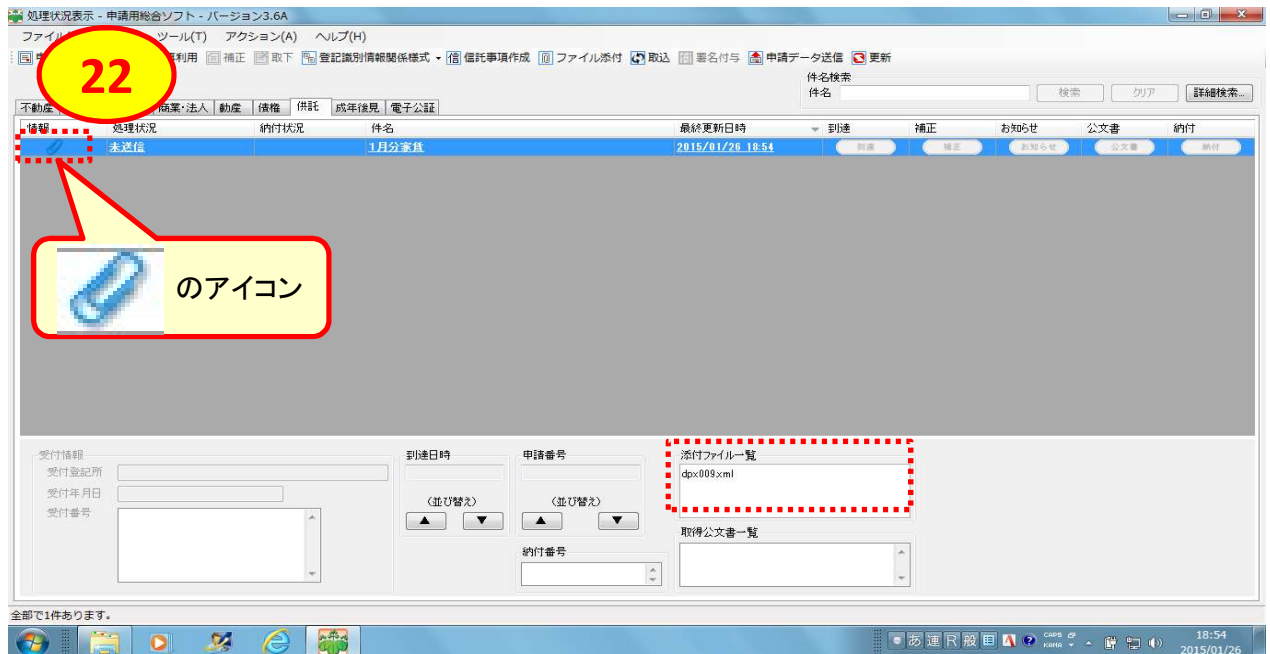 処理状況表示 - 申請用総合ソフト - バージョン3.6A
ファイル ツール(T) アクション(A) ヘルプ(H)
利用 補正 取下 登記識別情報関係様式 信 信託事項作成 ファイル添付 取込 署名付与 申請データ送信 更新
22
件名検索
件名 検索 クリア 詳細検索...
不動産 商業・法人 動産 債権 供託 成年後見 電子公証
情報 処理状況 納付状況 件名 最終更新日時 到達 補正 お知らせ 公文書 納付
未送信 1月分家賃 2015/01/26 18:54 到達 補正 お知らせ 公文書 納付
のアイコン
受付情報 到達日時 申請番号 添付ファイル一覧
受付登記所 dpx009.xml
受付年月日 (並び替え) (並び替え)
受付番号 ▲ ▼ ▲ ▼
取得公文書一覧
納付番号
全部で1件あります。
あ 連 R 般 CAPS KANA 18:54
2015/01/26